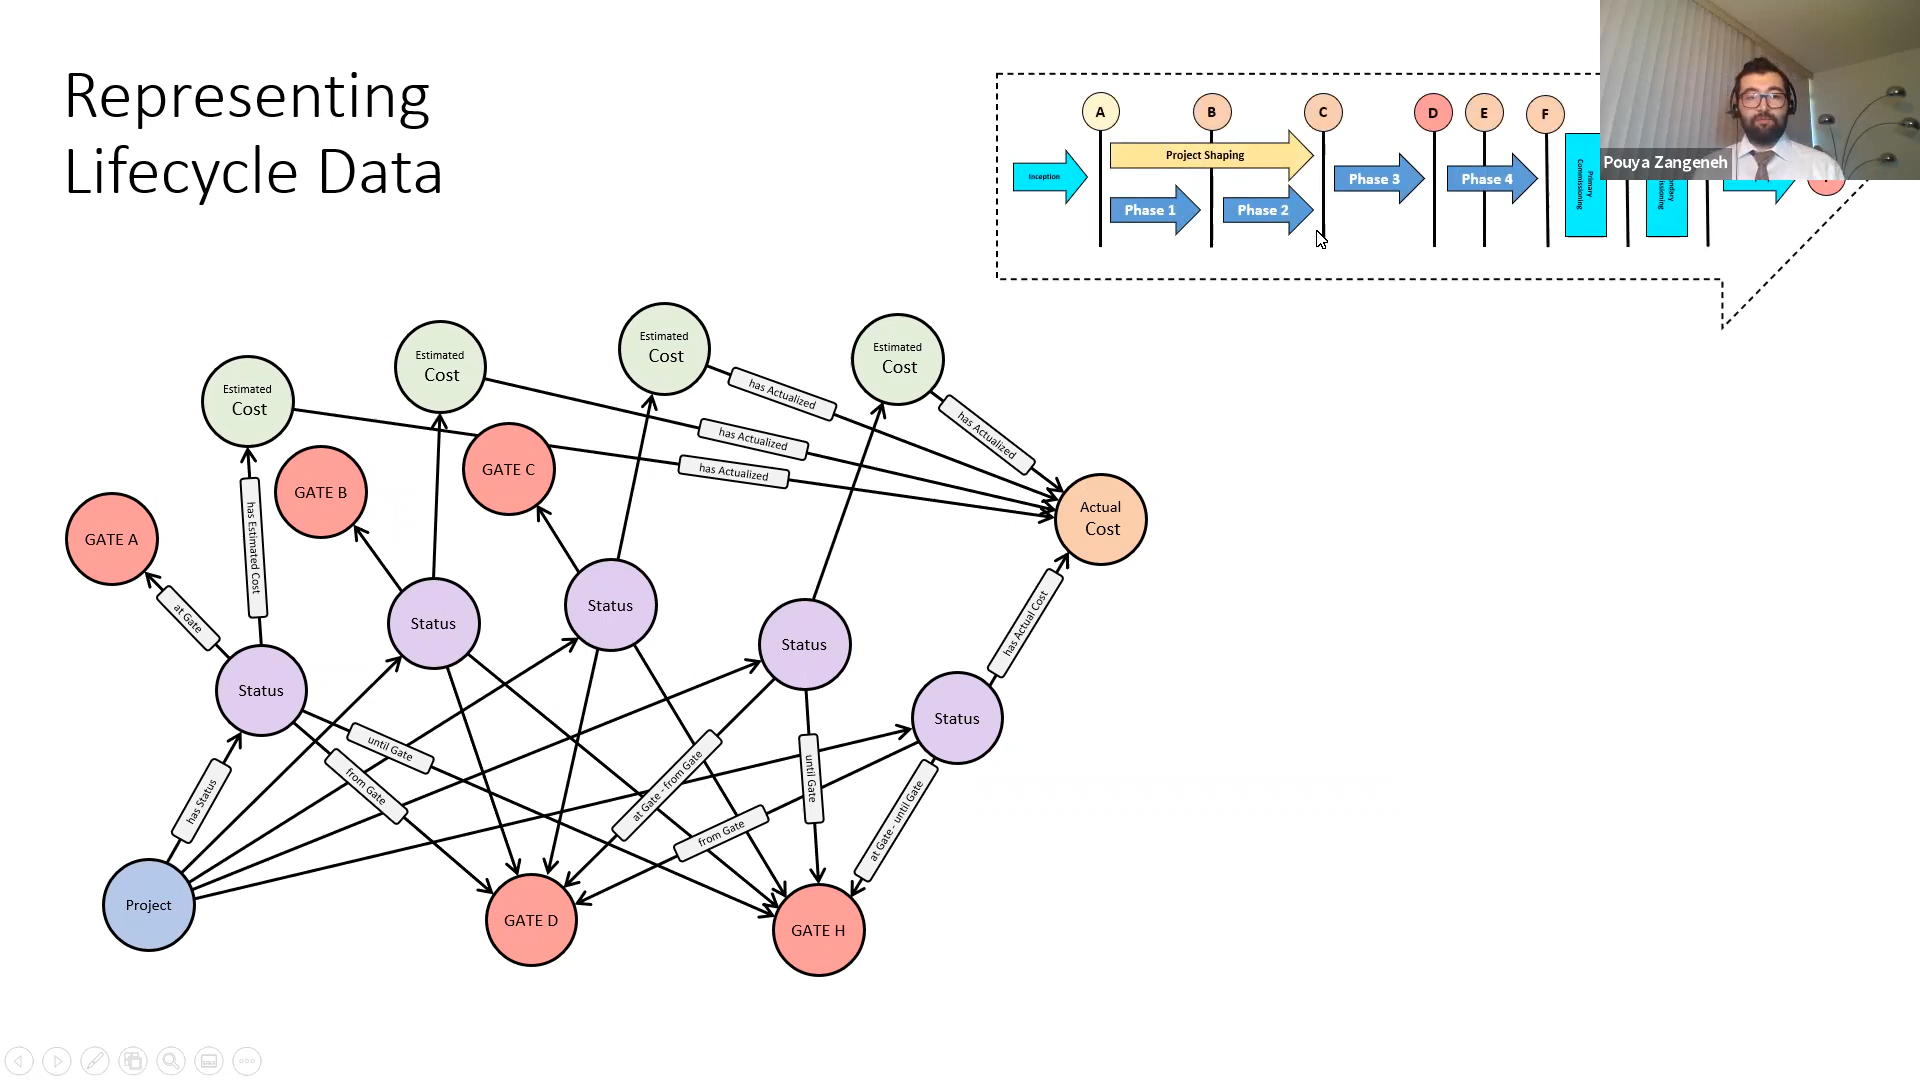 Representing
Lifecycle Data
A
B
C
D
E
F
Inception
Project Shaping
Phase 1
Phase 2
Phase 3
Phase 4
Primary
Commissioning
Pouya Zangeneh
Estimated
Cost
Estimated
Cost
Estimated
Cost
Estimated
Cost
has Actualized
has Actualized
has Actualized
has Actualized
GATE A
GATE B
GATE C
Actual
Cost
has Estimated Cost
at Gate
Status
Status
Status
Status
Status
has Actual Cost
has Status
until Gate
from Gate
at Gate - from Gate
until Gate
from Gate
at Gate - until Gate
Project
GATE D
GATE H